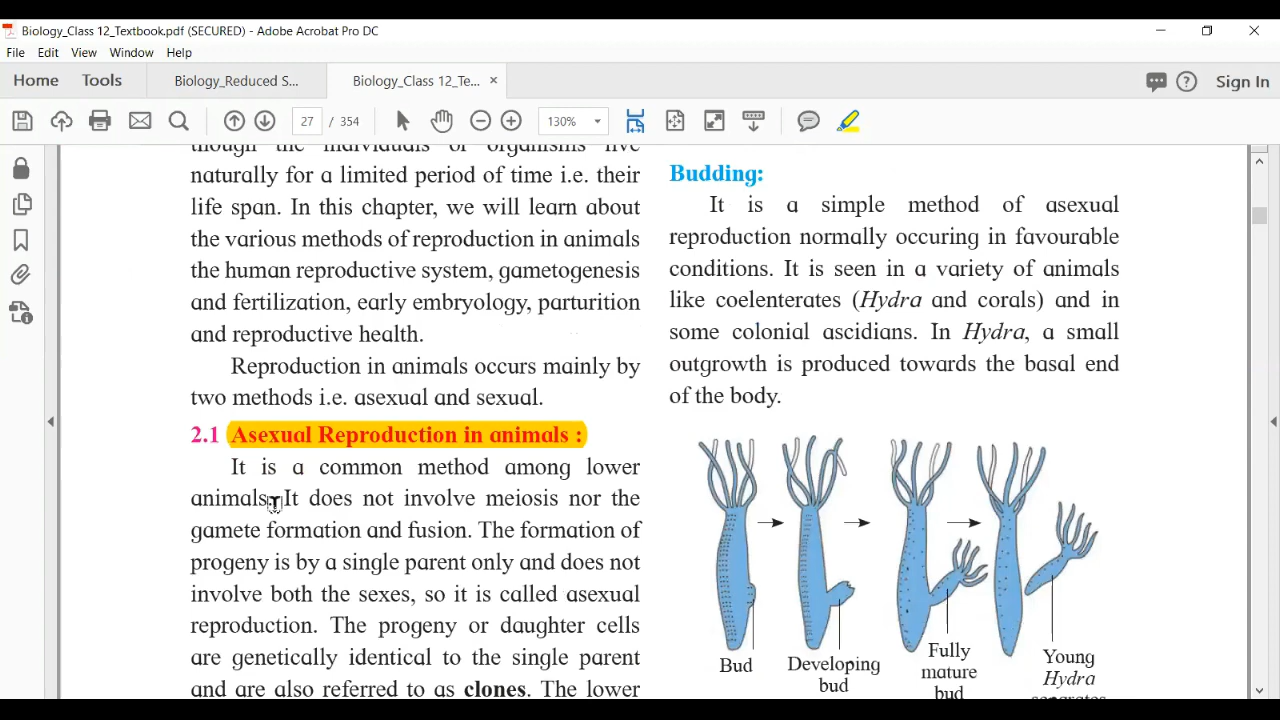 Biology_Class 12_Textbook.pdf (SECURED) - Adobe Acrobat Pro DC
File Edit View Window Help
Home Tools Biology_Reduced S... Biology_Class 12_Te... × Sign In
27 / 354 130%
though the individuals or organisms live
naturally for a limited period of time i.e. their
life span. In this chapter, we will learn about
the various methods of reproduction in animals
the human reproductive system, gametogenesis
and fertilization, early embryology, parturition
and reproductive health.
Reproduction in animals occurs mainly by
two methods i.e. asexual and sexual.
2.1 Asexual Reproduction in animals :
It is a common method among lower
animals. It does not involve meiosis nor the
gamete formation and fusion. The formation of
progeny is by a single parent only and does not
involve both the sexes, so it is called asexual
reproduction. The progeny or daughter cells
are genetically identical to the single parent
and are also referred to as clones. The lower
Budding:
It is a simple method of asexual
reproduction normally occuring in favourable
conditions. It is seen in a variety of animals
like coelenterates (Hydra and corals) and in
some colonial ascidians. In Hydra, a small
outgrowth is produced towards the basal end
of the body.
Bud
Developing
bud
Fully
mature
bud
Young
Hydra
separates